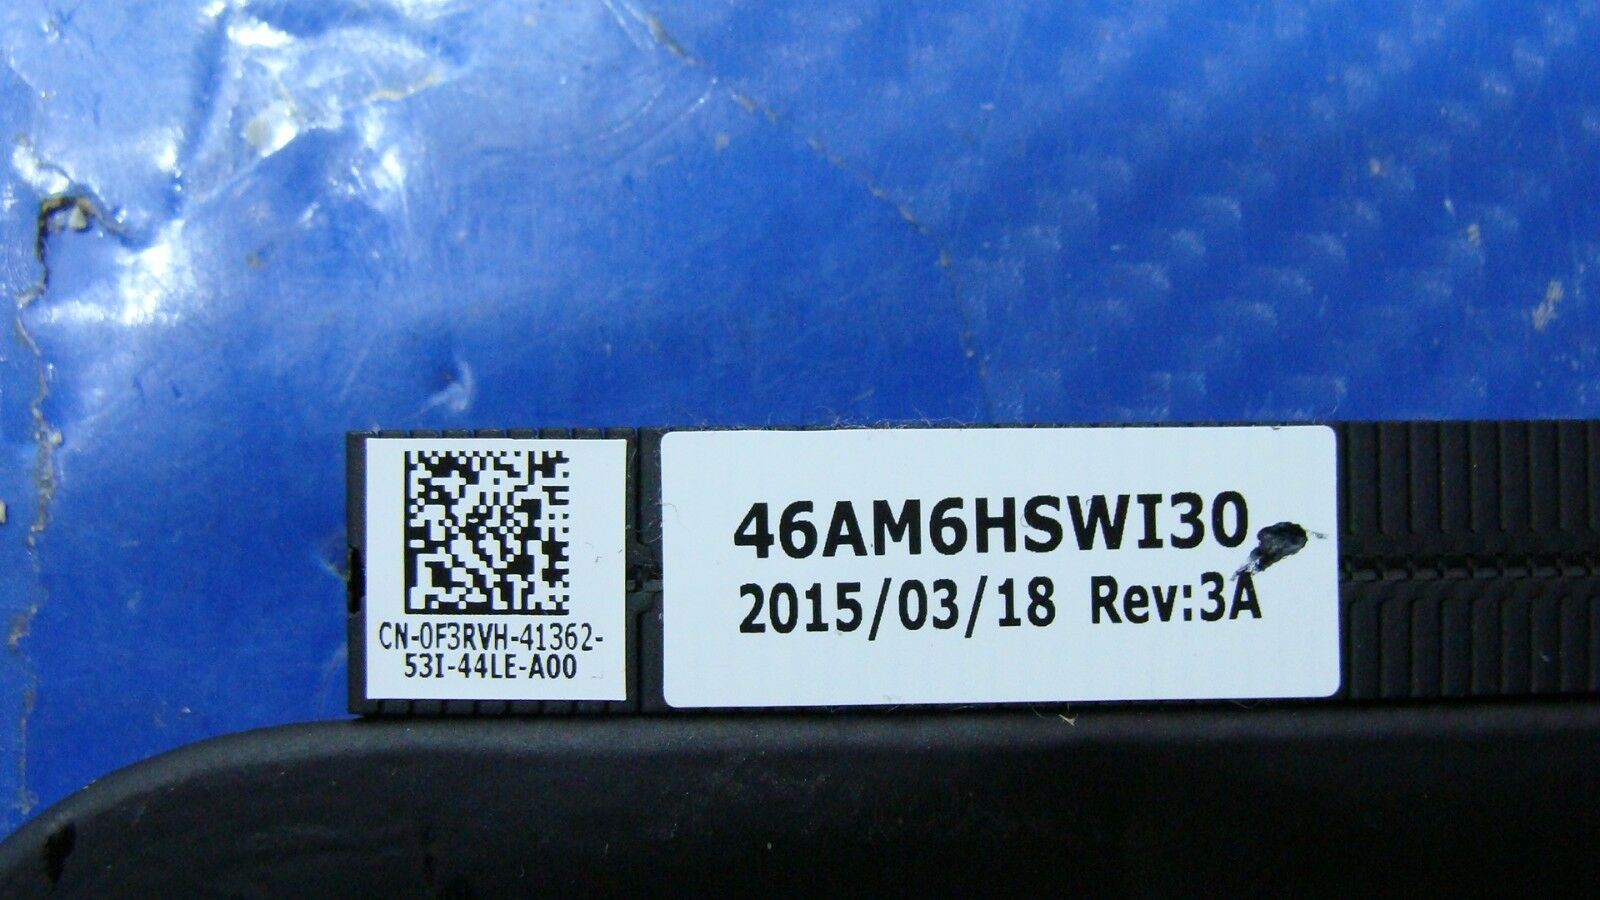 CN-0F3RVH-41362-
53I-44LE-A00
46AM6HSWI30
2015/03/18 Rev:3A